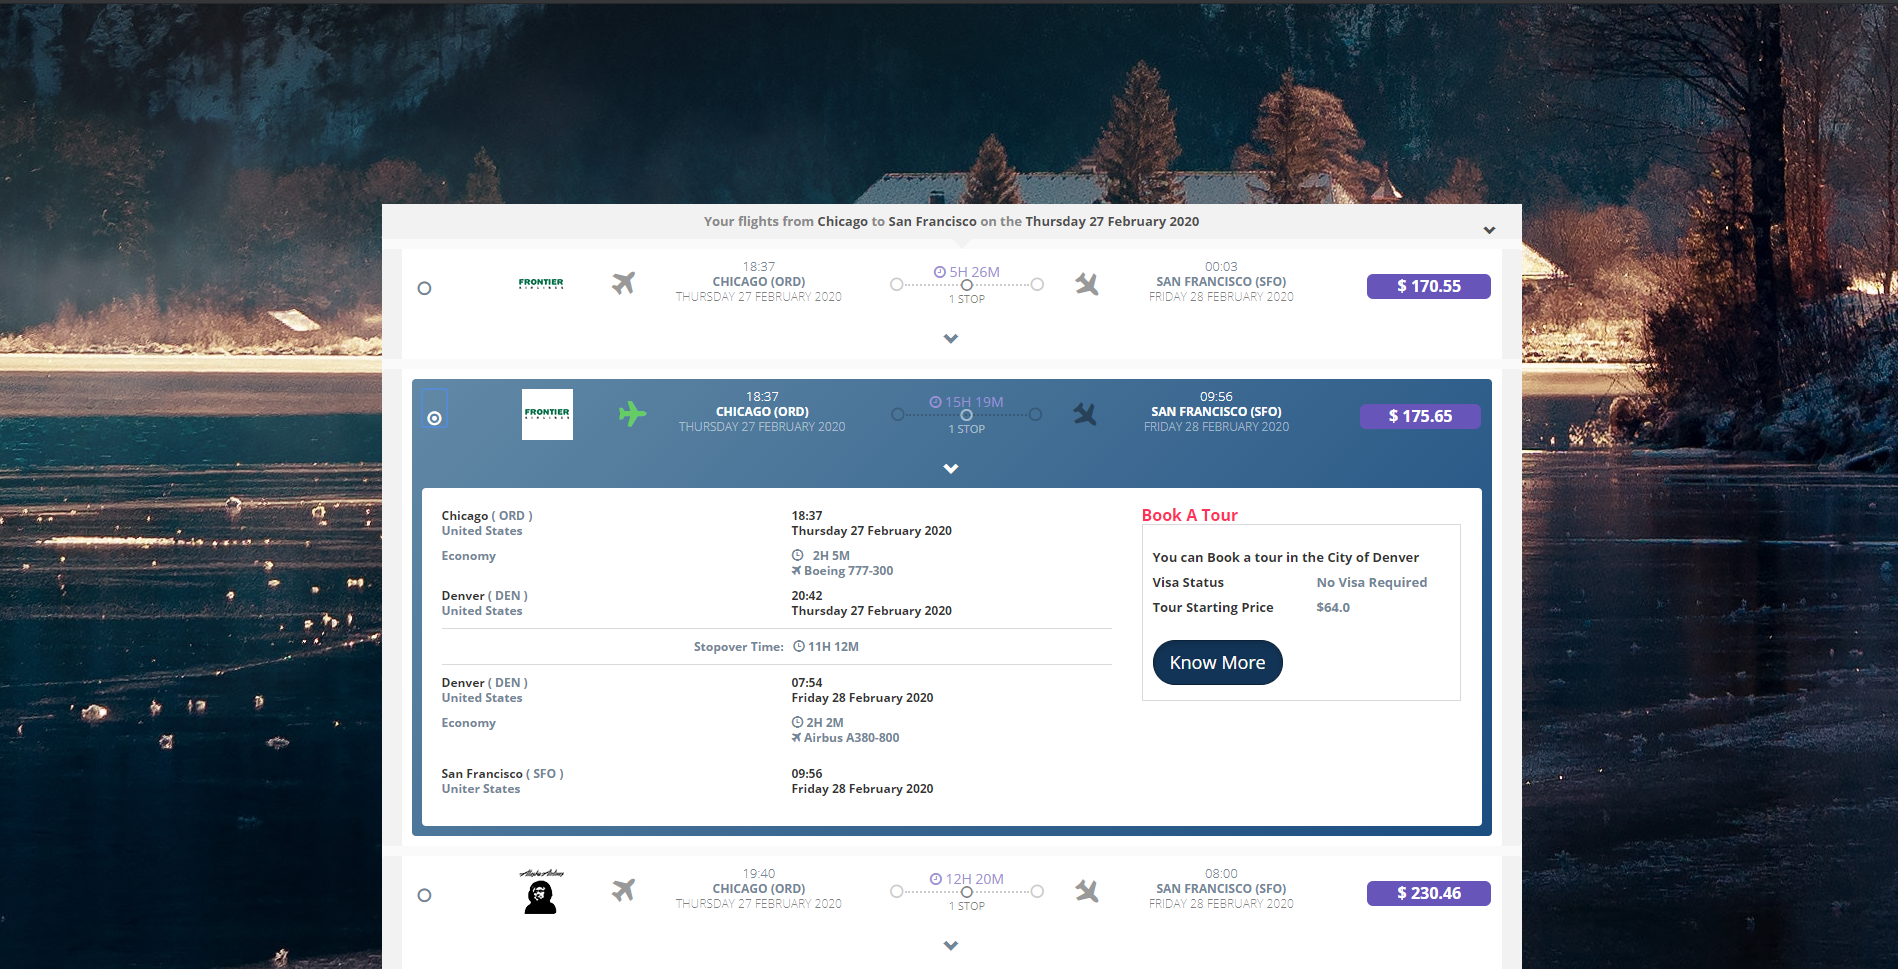 Your flights from Chicago to San Francisco on the Thursday 27 February 2020
FRONTIER
AIRLINES
18:37
CHICAGO (ORD)
THURSDAY 27 FEBRUARY 2020
5H 26M
1 STOP
00:03
SAN FRANCISCO (SFO)
FRIDAY 28 FEBRUARY 2020
$ 170.55
FRONTIER
AIRLINES
18:37
CHICAGO (ORD)
THURSDAY 27 FEBRUARY 2020
15H 19M
1 STOP
09:56
SAN FRANCISCO (SFO)
FRIDAY 28 FEBRUARY 2020
$ 175.65
Chicago ( ORD )
United States
18:37
Thursday 27 February 2020
Economy
2H 5M
Boeing 777-300
Denver ( DEN )
United States
20:42
Thursday 27 February 2020
Stopover Time: 11H 12M
Denver ( DEN )
United States
07:54
Friday 28 February 2020
Economy
2H 2M
Airbus A380-800
San Francisco ( SFO )
Uniter States
09:56
Friday 28 February 2020
Book A Tour
You can Book a tour in the City of Denver
Visa Status No Visa Required
Tour Starting Price $64.0
Know More
Alaska Airlines
19:40
CHICAGO (ORD)
THURSDAY 27 FEBRUARY 2020
12H 20M
1 STOP
08:00
SAN FRANCISCO (SFO)
FRIDAY 28 FEBRUARY 2020
$ 230.46